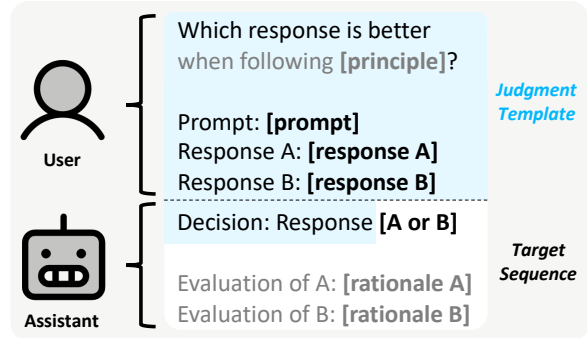 Which response is better
when following [principle]?
Prompt: [prompt]
Response A: [response A]
Response B: [response B]
Judgment
Template
User
Decision: Response [A or B]
Evaluation of A: [rationale A]
Evaluation of B: [rationale B]
Target
Sequence
Assistant